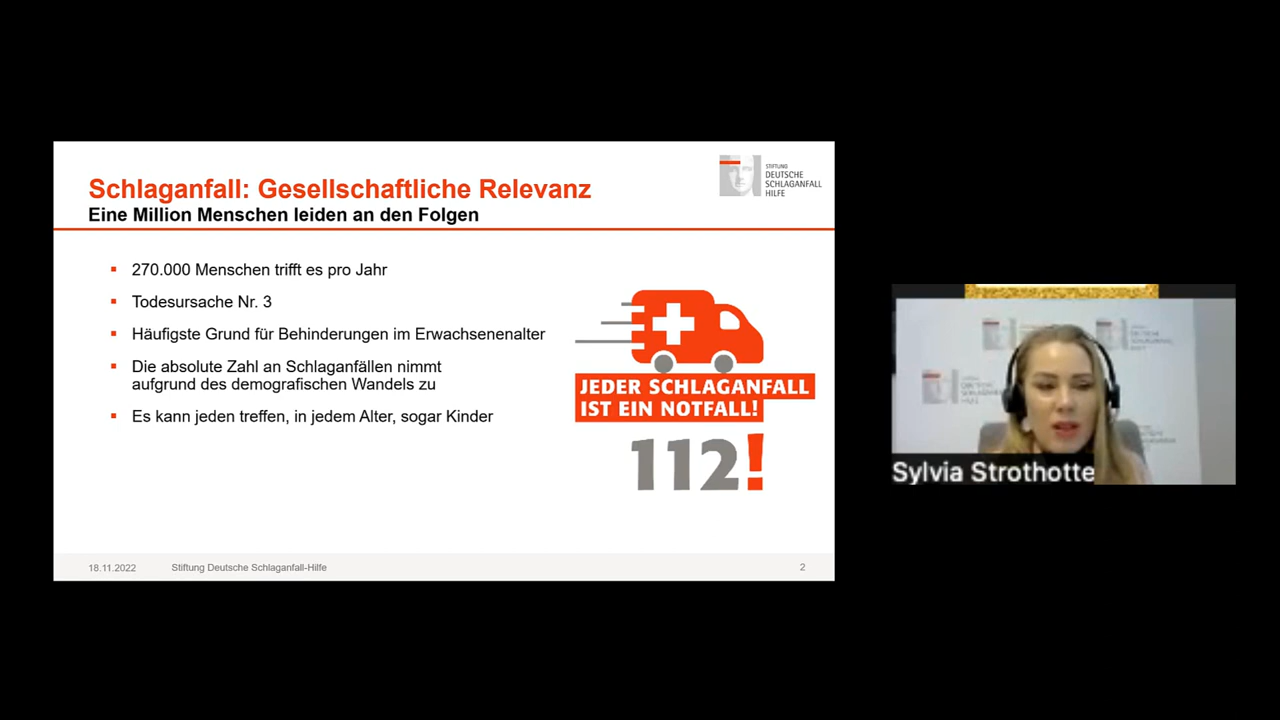 Schlaganfall: Gesellschaftliche Relevanz
Eine Million Menschen leiden an den Folgen
STIFTUNG
DEUTSCHE
SCHLAGANFALL
HILFE
270.000 Menschen trifft es pro Jahr
Todesursache Nr. 3
Häufigste Grund für Behinderungen im Erwachsenenalter
Die absolute Zahl an Schlaganfällen nimmt
aufgrund des demografischen Wandels zu
Es kann jeden treffen, in jedem Alter, sogar Kinder
JEDER SCHLAGANFALL
IST EIN NOTFALL!
112!
18.11.2022 Stiftung Deutsche Schlaganfall-Hilfe 2
Sylvia Strothotte